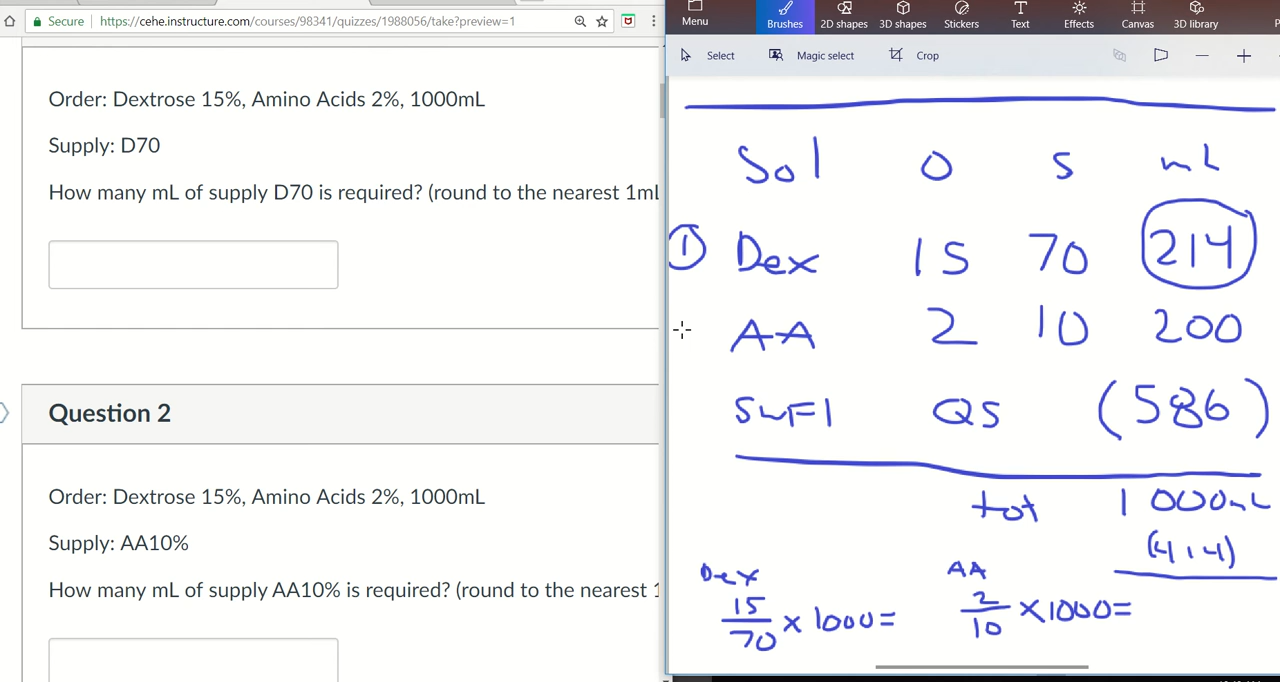 Secure https://cehe.instructure.com/courses/98341/quizzes/1988056/take?preview=1
Order: Dextrose 15%, Amino Acids 2%, 1000mL
Supply: D70
How many mL of supply D70 is required? (round to the nearest 1mL
Question 2
Order: Dextrose 15%, Amino Acids 2%, 1000mL
Supply: AA10%
How many mL of supply AA10% is required? (round to the nearest 1
Menu Brushes 2D shapes 3D shapes Stickers Text Effects Canvas 3D library
Select Magic select Crop
Sol O S mL
① Dex 15 70 214
AA 2 10 200
SWFI QS (586)
tot 1000mL
(414)
Dex
15/70 x 1000 =
AA
2/10 x 1000 =